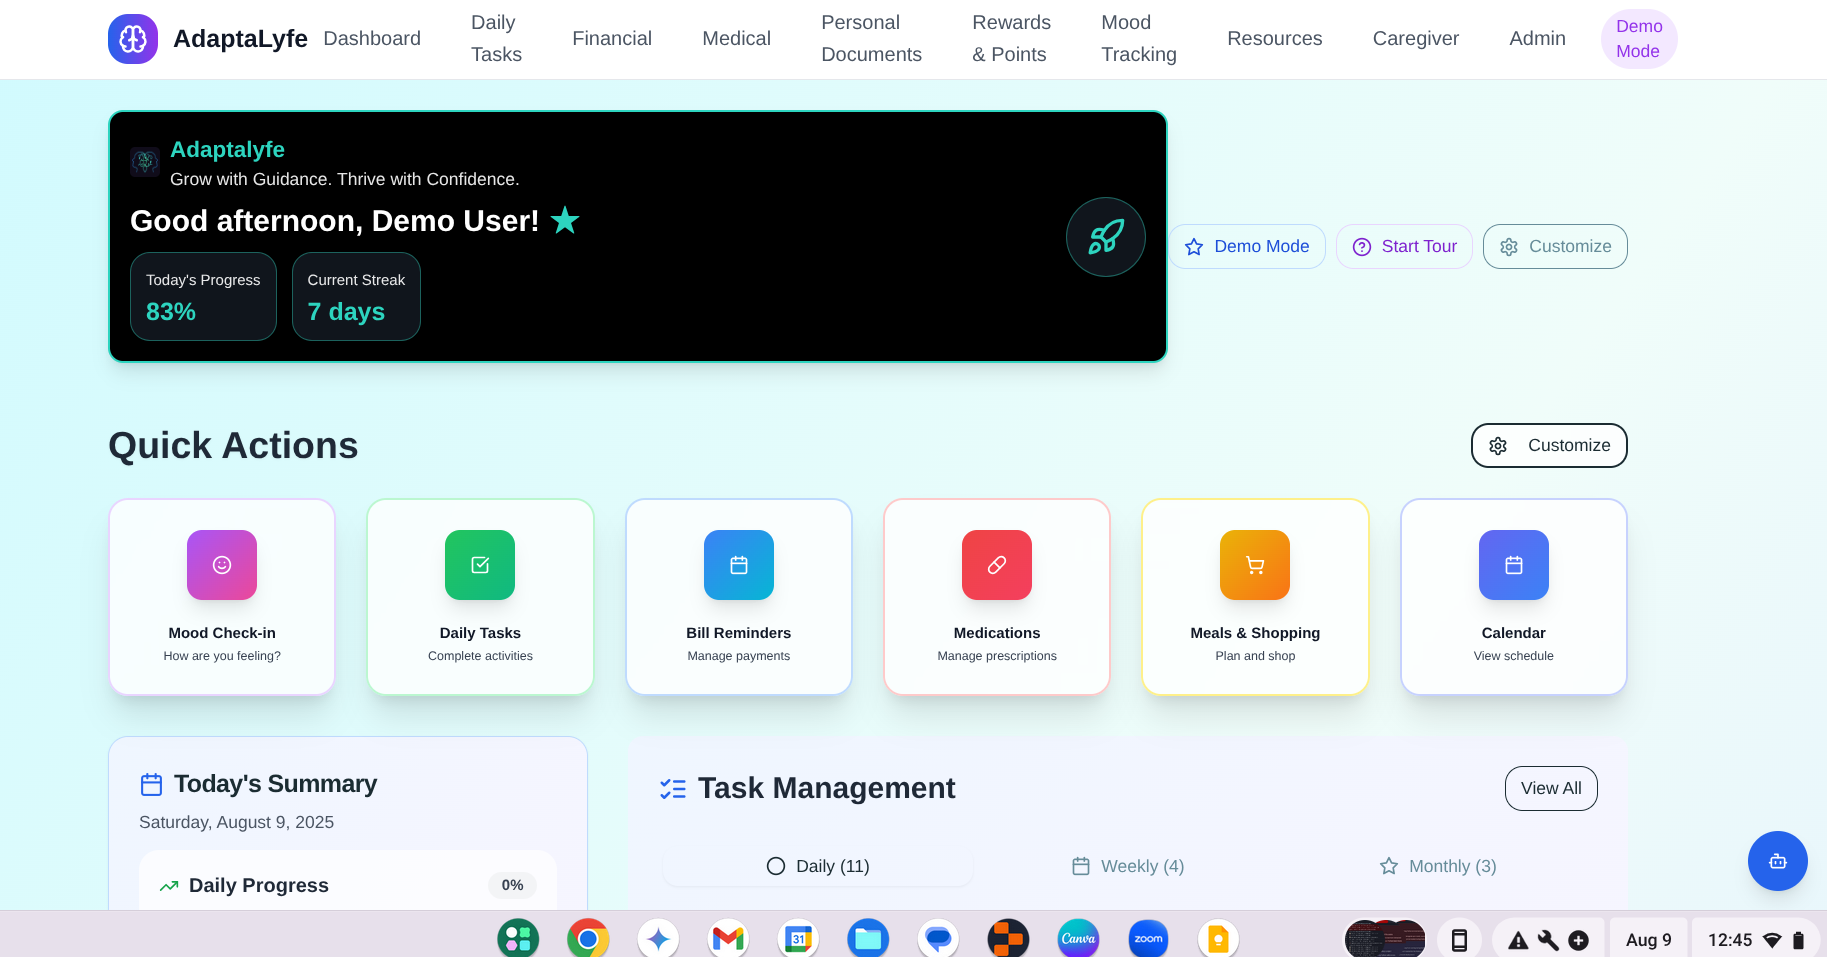 AdaptaLyfe
Dashboard
Daily
Tasks
Financial
Medical
Personal
Documents
Rewards
& Points
Mood
Tracking
Resources
Caregiver
Admin
Demo
Mode
Adaptalyfe
Grow with Guidance. Thrive with Confidence.
Good afternoon, Demo User!
Today's Progress
83%
Current Streak
7 days
Demo Mode
Start Tour
Customize
Quick Actions
Customize
Mood Check-in
How are you feeling?
Daily Tasks
Complete activities
Bill Reminders
Manage payments
Medications
Manage prescriptions
Meals & Shopping
Plan and shop
Calendar
View schedule
Today's Summary
Saturday, August 9, 2025
Daily Progress
0%
Task Management
View All
Daily (11)
Weekly (4)
Monthly (3)
31
Canva
zoom
Aug 9
12:45